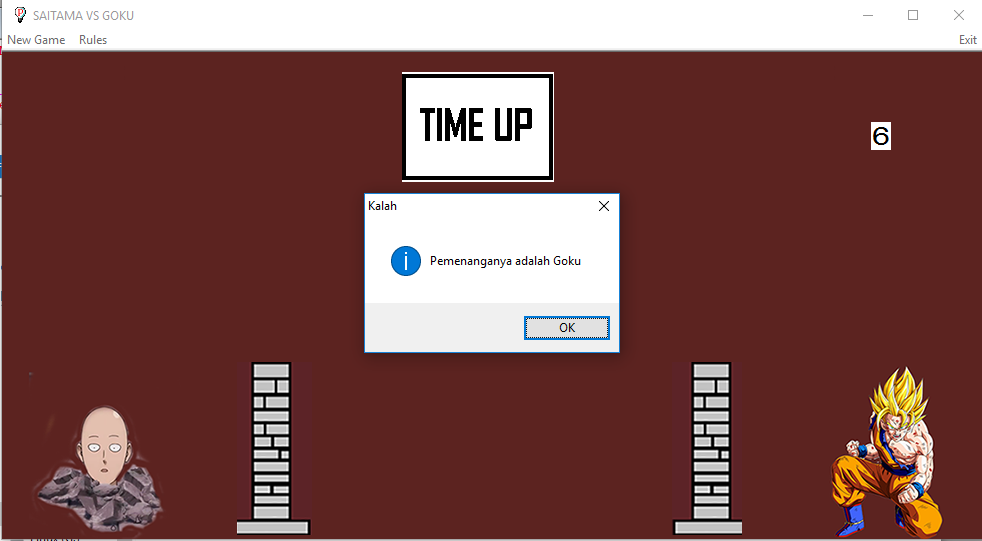 SAITAMA VS GOKU
New Game Rules Exit
TIME UP
6
Kalah
Pemenanganya adalah Goku
OK